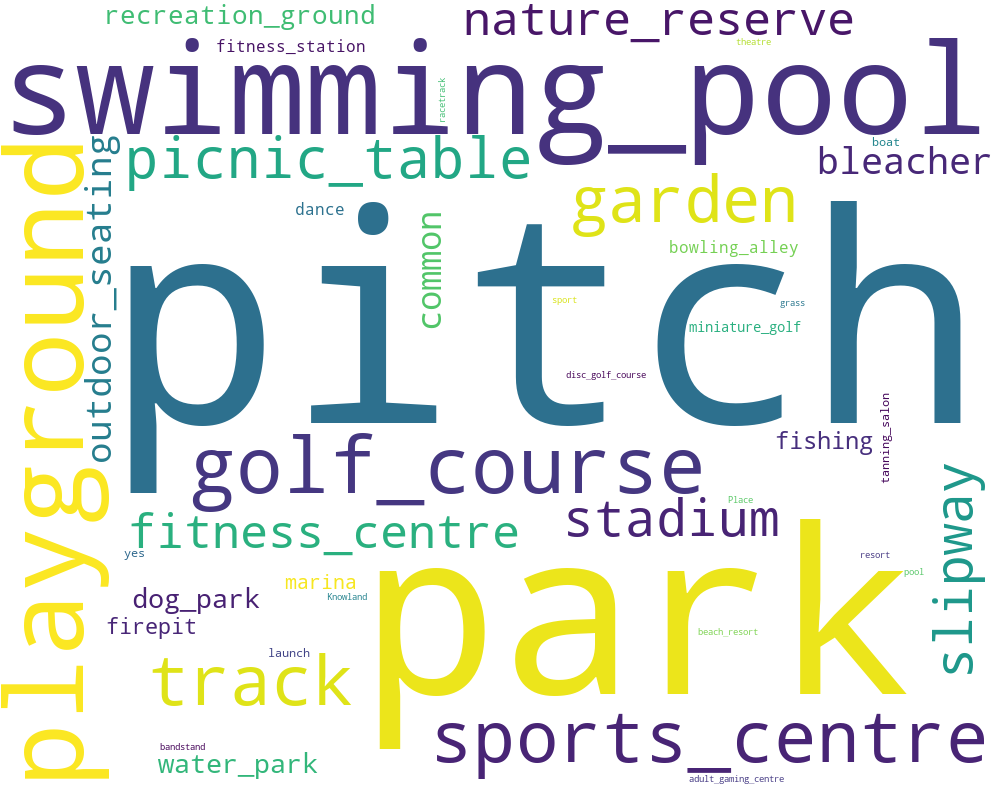 recreation_ground
nature_reserve
fitness_station
theatre
swimming_pool
racetrack
playground
outdoor_seating
picnic_table
boat
bleacher
garden
dance
common
pitch
bowling_alley
sport
grass
miniature_golf
disc_golf_course
tanning_salon
fishing
golf_course
slipway
Place
stadium
fitness_centre
yes
resort
park
pool
marina
dog_park
Knowland
firepit
beach_resort
launch
track
sports_centre
bandstand
water_park
adult_gaming_centre